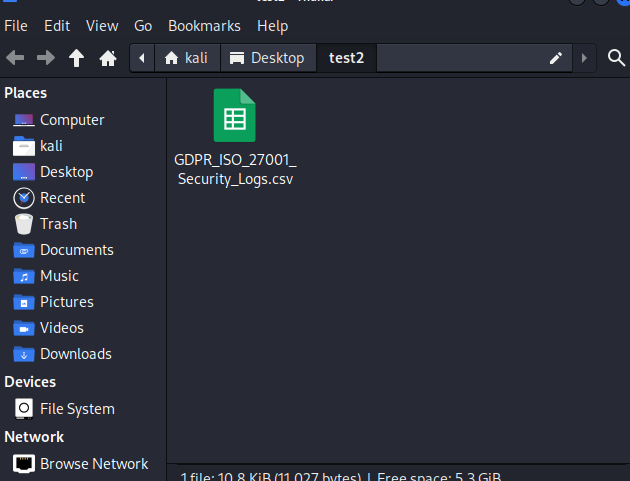 File Edit View Go Bookmarks Help
kali Desktop test2
Places
Computer
kali
Desktop
Recent
Trash
Documents
Music
Pictures
Videos
Downloads
Devices
File System
Network
Browse Network
GDPR_ISO_27001_
Security_Logs.csv
1 file: 10.8 KiB (11,027 bytes) | Free space: 5.3 GiB